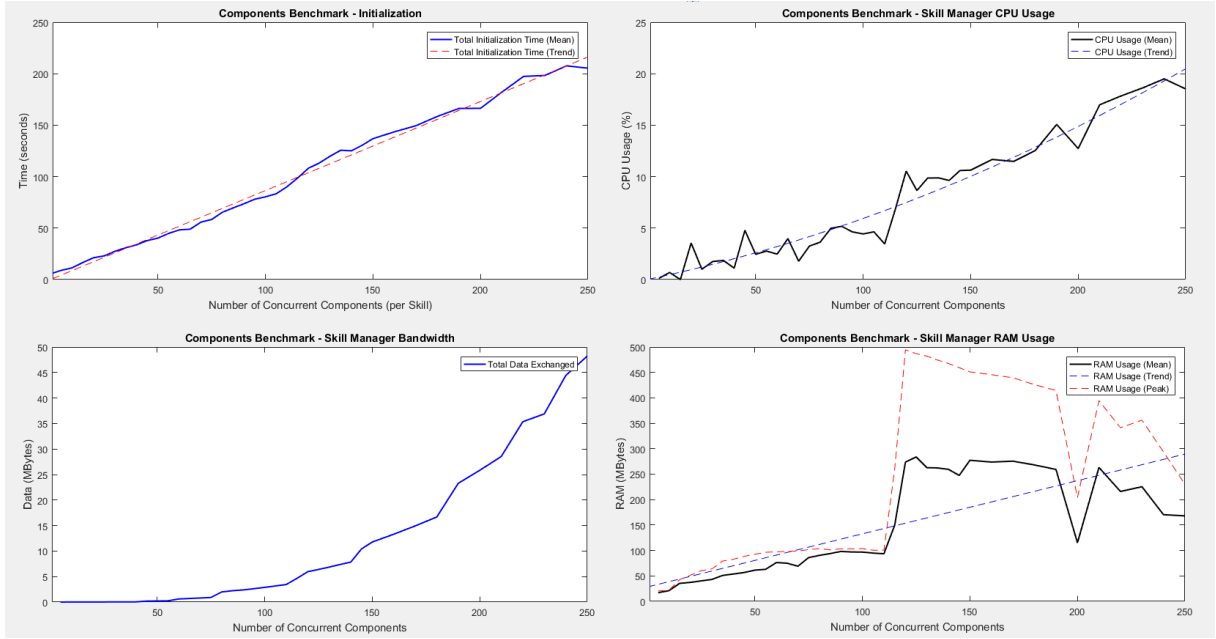 Components Benchmark - Initialization
250
200
150
100
50
0
Time (seconds)
Total Initialization Time (Mean)
Total Initialization Time (Trend)
50
100
150
200
250
Number of Concurrent Components (per Skill)
Components Benchmark - Skill Manager CPU Usage
25
20
15
10
5
0
CPU Usage (%)
CPU Usage (Mean)
CPU Usage (Trend)
50
100
150
200
250
Number of Concurrent Components
Components Benchmark - Skill Manager Bandwidth
50
45
40
35
30
25
20
15
10
5
0
Data (MBytes)
Total Data Exchanged
50
100
150
200
250
Number of Concurrent Components
Components Benchmark - Skill Manager RAM Usage
500
450
400
350
300
250
200
150
100
50
0
RAM (MBytes)
RAM Usage (Mean)
RAM Usage (Trend)
RAM Usage (Peak)
50
100
150
200
250
Number of Concurrent Components